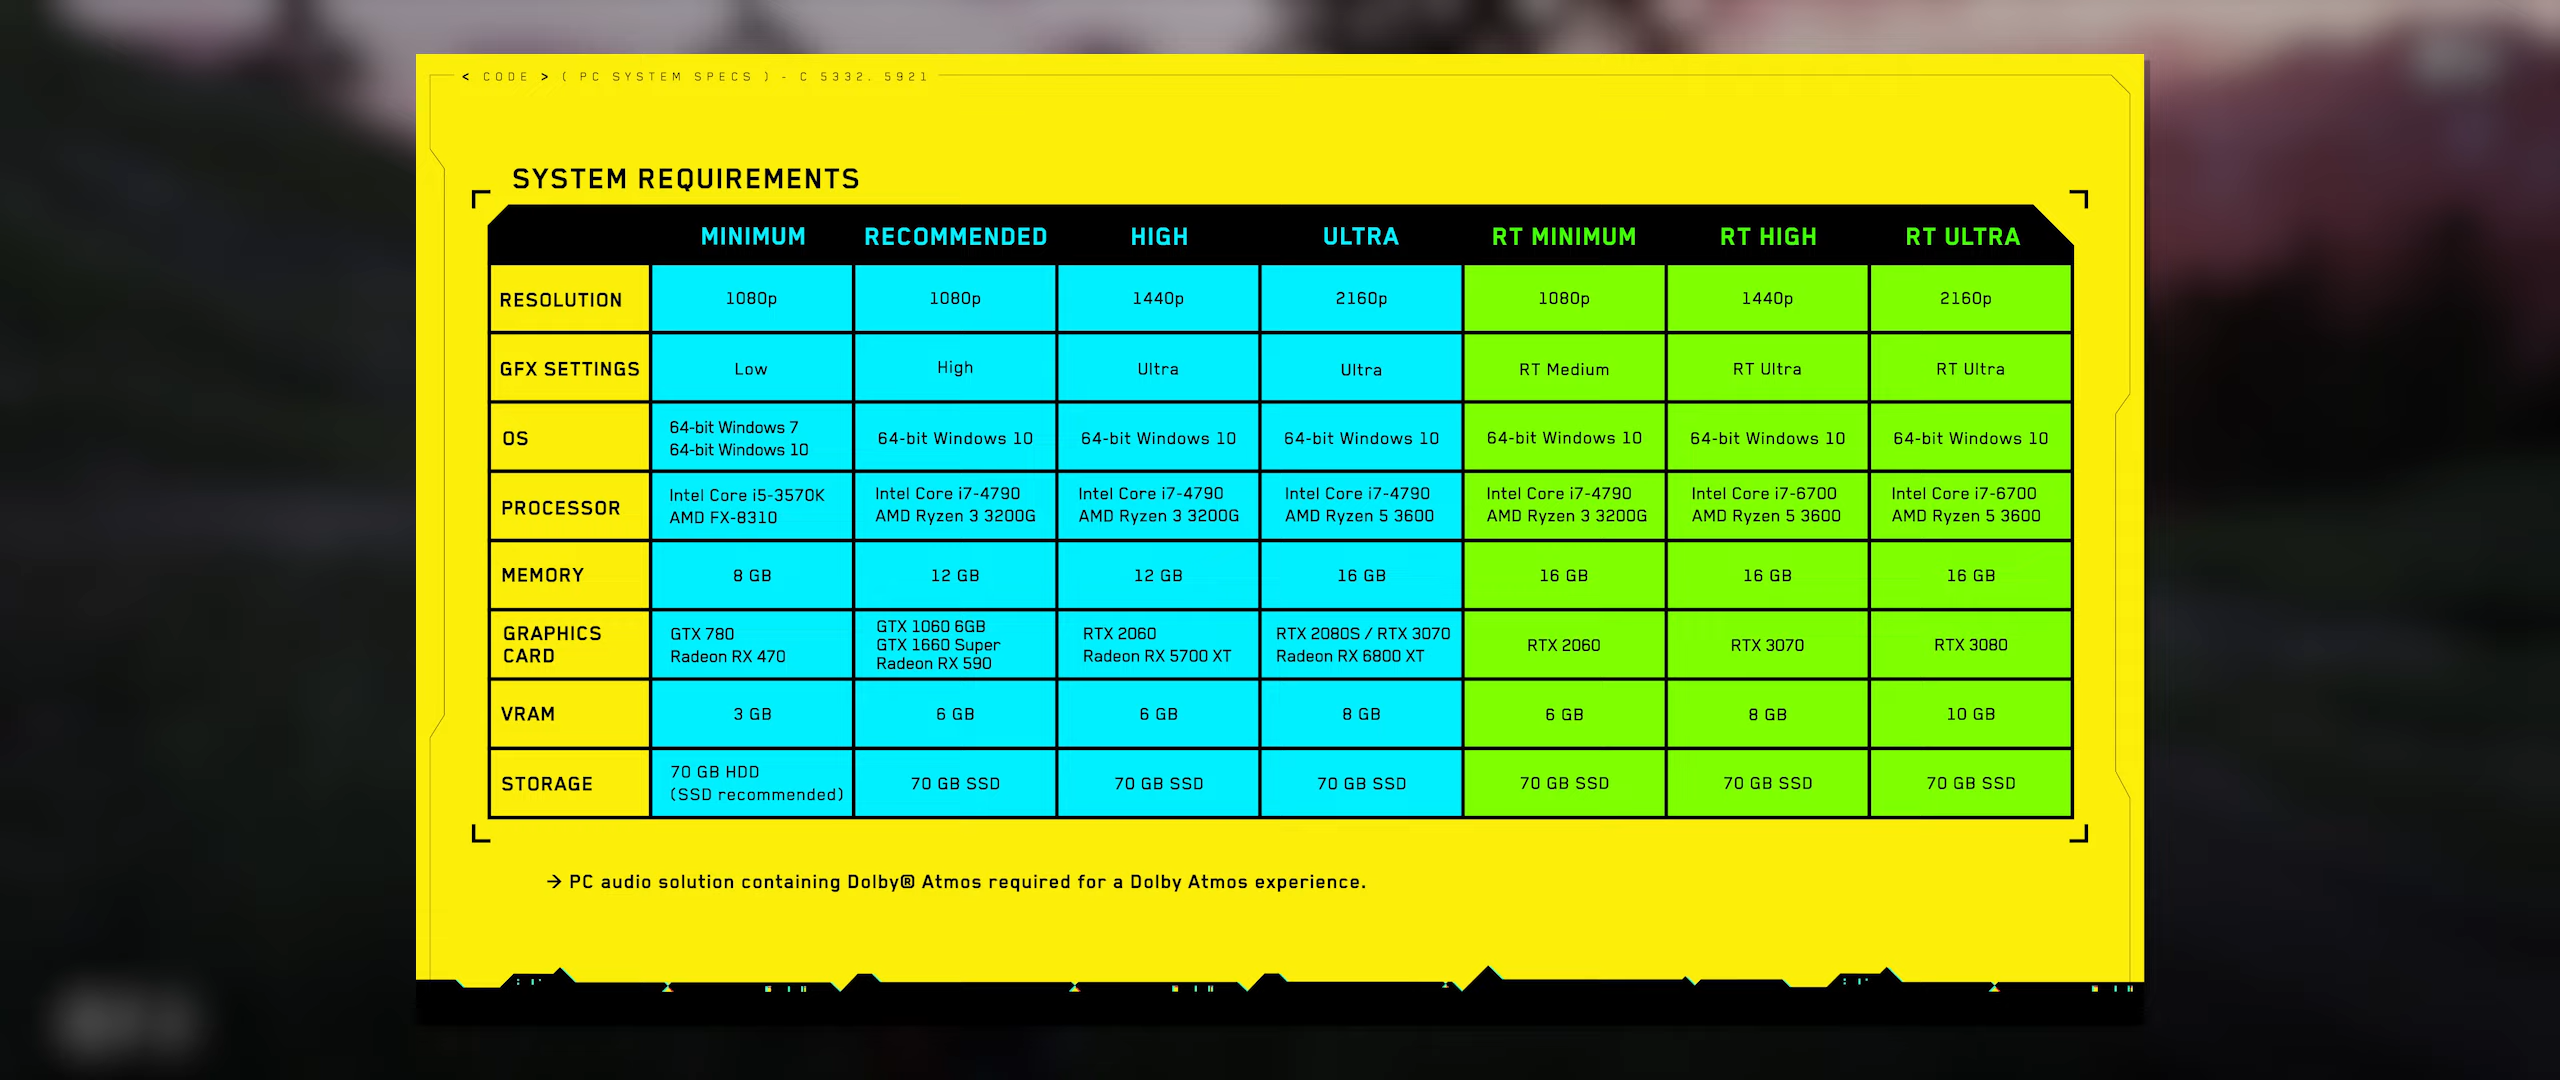 < CODE > ( PC SYSTEM SPECS ) - C 5332. 5921
SYSTEM REQUIREMENTS
MINIMUM RECOMMENDED HIGH ULTRA RT MINIMUM RT HIGH RT ULTRA
RESOLUTION 1080p 1080p 1440p 2160p 1080p 1440p 2160p
GFX SETTINGS Low High Ultra Ultra RT Medium RT Ultra RT Ultra
OS 64-bit Windows 7
64-bit Windows 10 64-bit Windows 10 64-bit Windows 10 64-bit Windows 10 64-bit Windows 10 64-bit Windows 10 64-bit Windows 10
PROCESSOR Intel Core i5-3570K Intel Core i7-4790 Intel Core i7-4790 Intel Core i7-4790 Intel Core i7-4790 Intel Core i7-6700 Intel Core i7-6700
AMD FX-8310 AMD Ryzen 3 3200G AMD Ryzen 3 3200G AMD Ryzen 5 3600 AMD Ryzen 3 3200G AMD Ryzen 5 3600 AMD Ryzen 5 3600
MEMORY 8 GB 12 GB 12 GB 16 GB 16 GB 16 GB 16 GB
GRAPHICS CARD GTX 780 GTX 1060 6GB RTX 2060 RTX 2080S / RTX 3070 RTX 2060 RTX 3070 RTX 3080
GTX 1660 Super
Radeon RX 470 Radeon RX 590 Radeon RX 5700 XT Radeon RX 6800 XT
VRAM 3 GB 6 GB 6 GB 8 GB 6 GB 8 GB 10 GB
STORAGE 70 GB HDD 70 GB SSD 70 GB SSD 70 GB SSD 70 GB SSD 70 GB SSD 70 GB SSD
(SSD recommended)
→ PC audio solution containing Dolby® Atmos required for a Dolby Atmos experience.